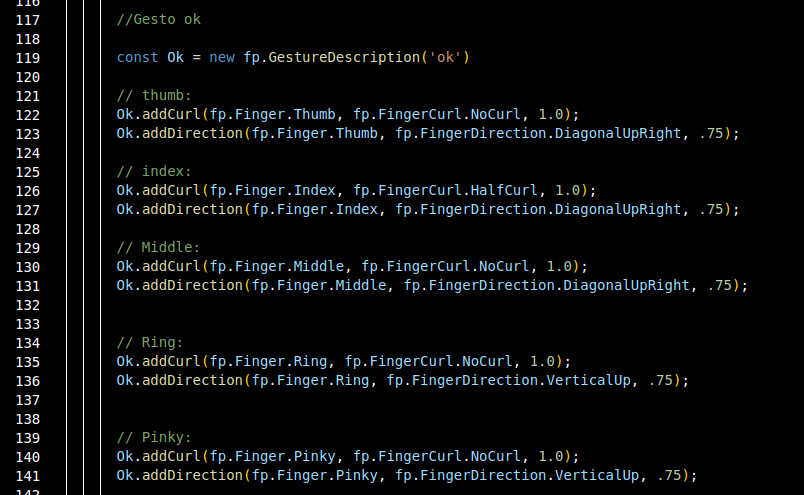 117 //Gesto ok
118
119 const Ok = new fp.GestureDescription('ok')
120
121 // thumb:
122 Ok.addCurl(fp.Finger.Thumb, fp.FingerCurl.NoCurl, 1.0);
123 Ok.addDirection(fp.Finger.Thumb, fp.FingerDirection.DiagonalUpRight, .75);
124
125 // index:
126 Ok.addCurl(fp.Finger.Index, fp.FingerCurl.HalfCurl, 1.0);
127 Ok.addDirection(fp.Finger.Index, fp.FingerDirection.DiagonalUpRight, .75);
128
129 // Middle:
130 Ok.addCurl(fp.Finger.Middle, fp.FingerCurl.NoCurl, 1.0);
131 Ok.addDirection(fp.Finger.Middle, fp.FingerDirection.DiagonalUpRight, .75);
132
133
134 // Ring:
135 Ok.addCurl(fp.Finger.Ring, fp.FingerCurl.NoCurl, 1.0);
136 Ok.addDirection(fp.Finger.Ring, fp.FingerDirection.VerticalUp, .75);
137
138
139 // Pinky:
140 Ok.addCurl(fp.Finger.Pinky, fp.FingerCurl.NoCurl, 1.0);
141 Ok.addDirection(fp.Finger.Pinky, fp.FingerDirection.VerticalUp, .75);